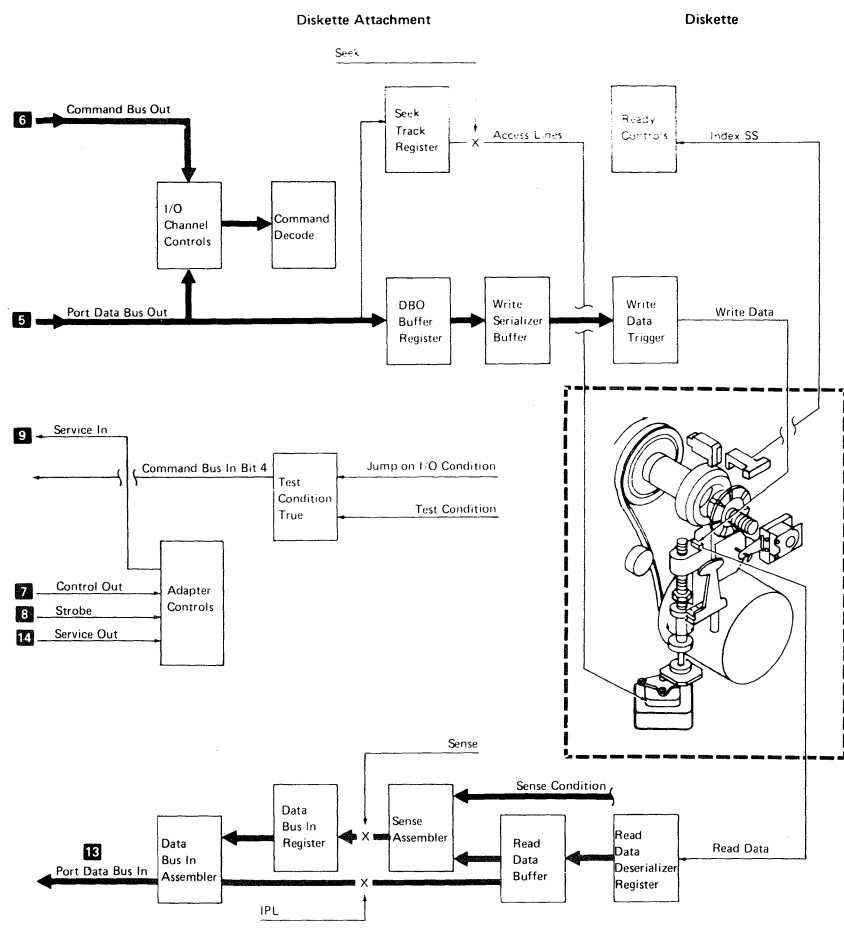 Diskette Attachment
Diskette
Seek
6
Command Bus Out
Seek
Track
Register
Access Lines
Ready
Controls
Index SS
I/O
Channel
Controls
Command
Decode
5
Port Data Bus Out
DBO
Buffer
Register
Write
Serializer
Buffer
Write
Data
Trigger
Write Data
9
Service In
Command Bus In Bit 4
Test
Condition
True
Jump on I/O Condition
Test Condition
7
Control Out
8
Strobe
14
Service Out
Adapter
Controls
Sense
Sense Condition
Data
Bus In
Register
X
Sense
Assembler
13
Port Data Bus In
Data
Bus In
Assembler
Read
Data
Buffer
Read
Data
Deserializer
Register
Read Data
X
IPL
X